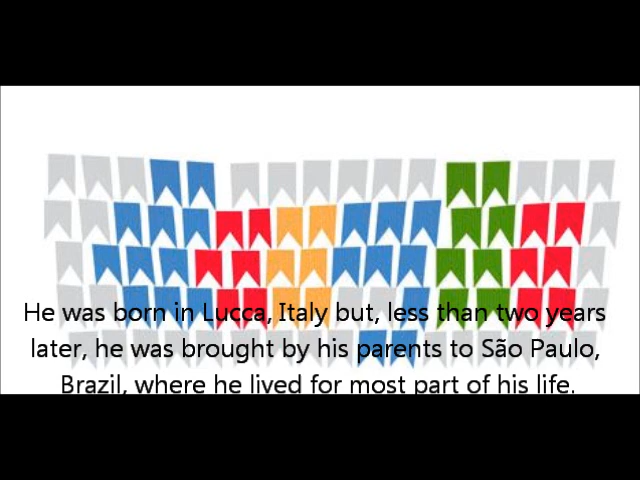 He was born in Lucca, Italy but, less than two years
later, he was brought by his parents to São Paulo,
Brazil, where he lived for most part of his life.